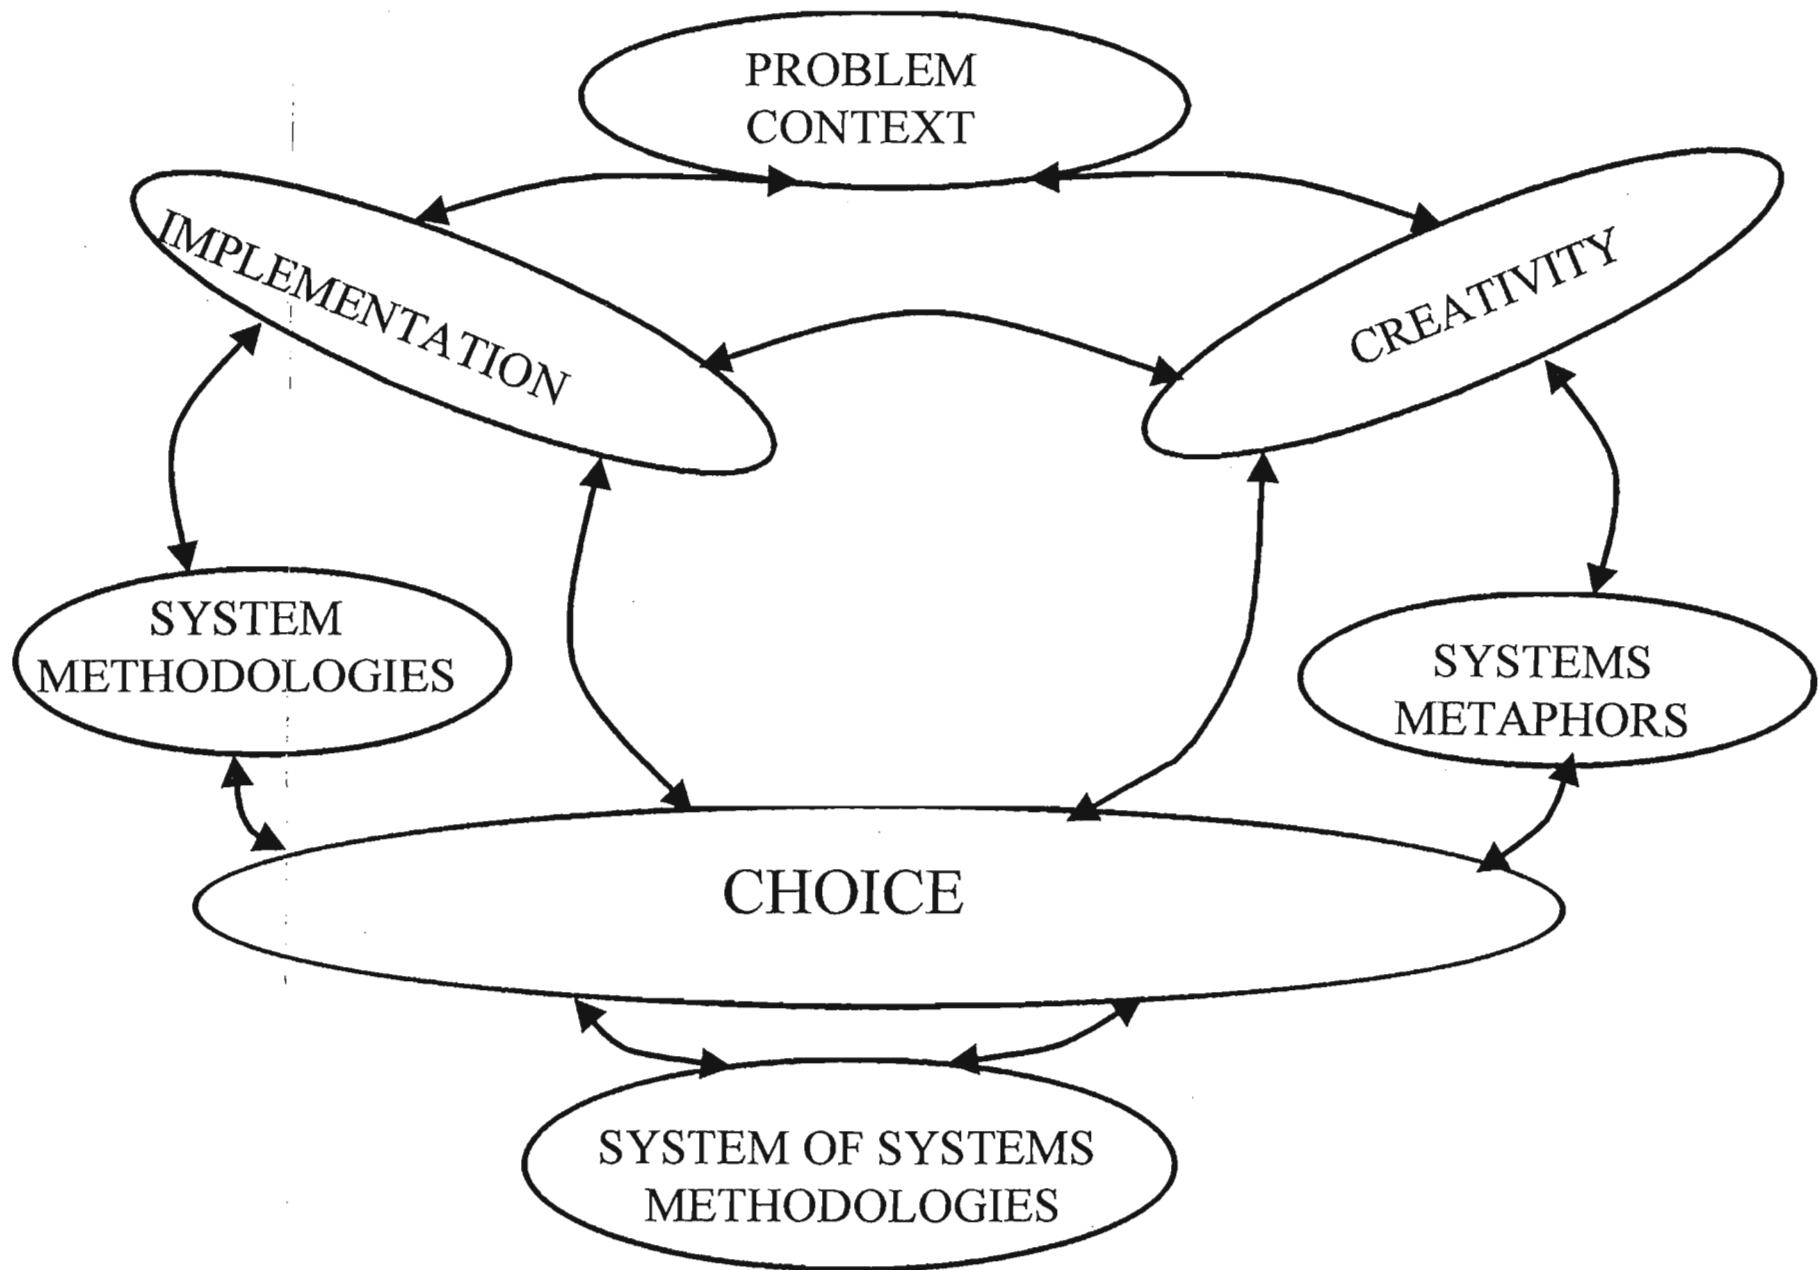 PROBLEM
CONTEXT
IMPLEMENTATION
CREATIVITY
SYSTEM
METHODOLOGIES
SYSTEMS
METAPHORS
CHOICE
SYSTEM OF SYSTEMS
METHODOLOGIES